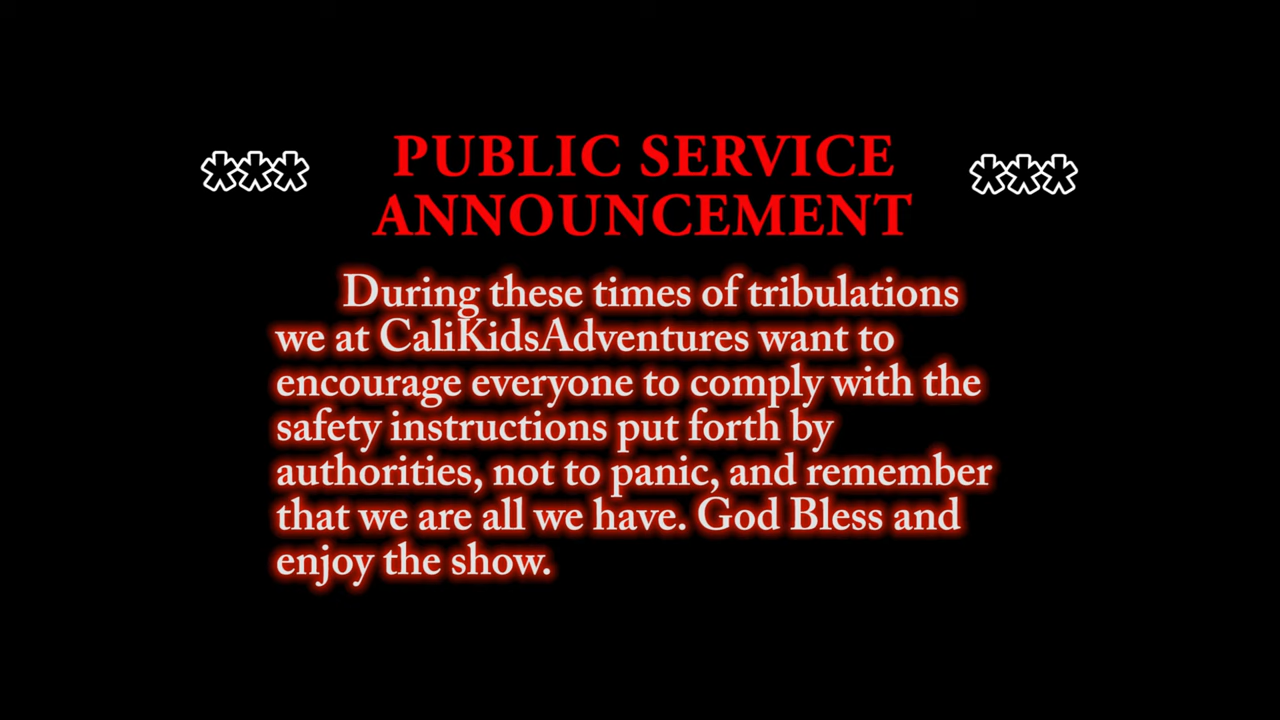 *** PUBLIC SERVICE ***
ANNOUNCEMENT
During these times of tribulations
we at CaliKidsAdventures want to
encourage everyone to comply with the
safety instructions put forth by
authorities, not to panic, and remember
that we are all we have. God Bless and
enjoy the show.